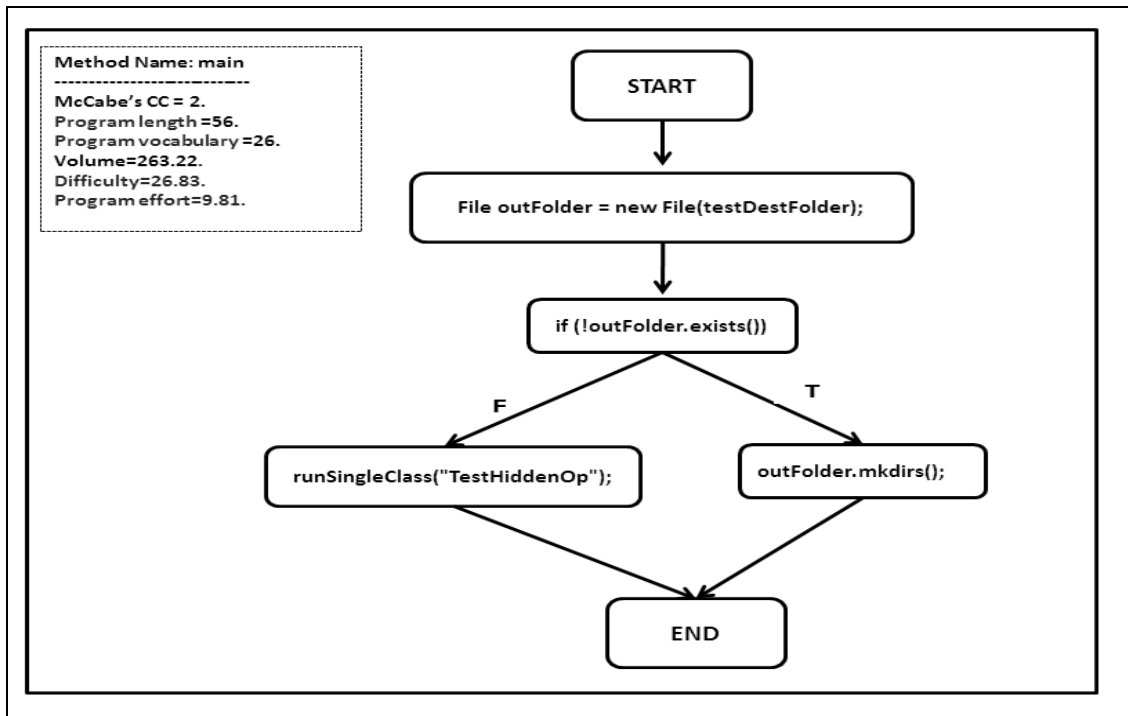 Method Name: main
-----------------------------
McCabe's CC = 2.
Program length =56.
Program vocabulary =26.
Volume=263.22.
Difficulty=26.83.
Program effort=9.81.
START
File outFolder = new File(testDestFolder);
if (!outFolder.exists())
F
T
runSingleClass("TestHiddenOp");
outFolder.mkdirs();
END